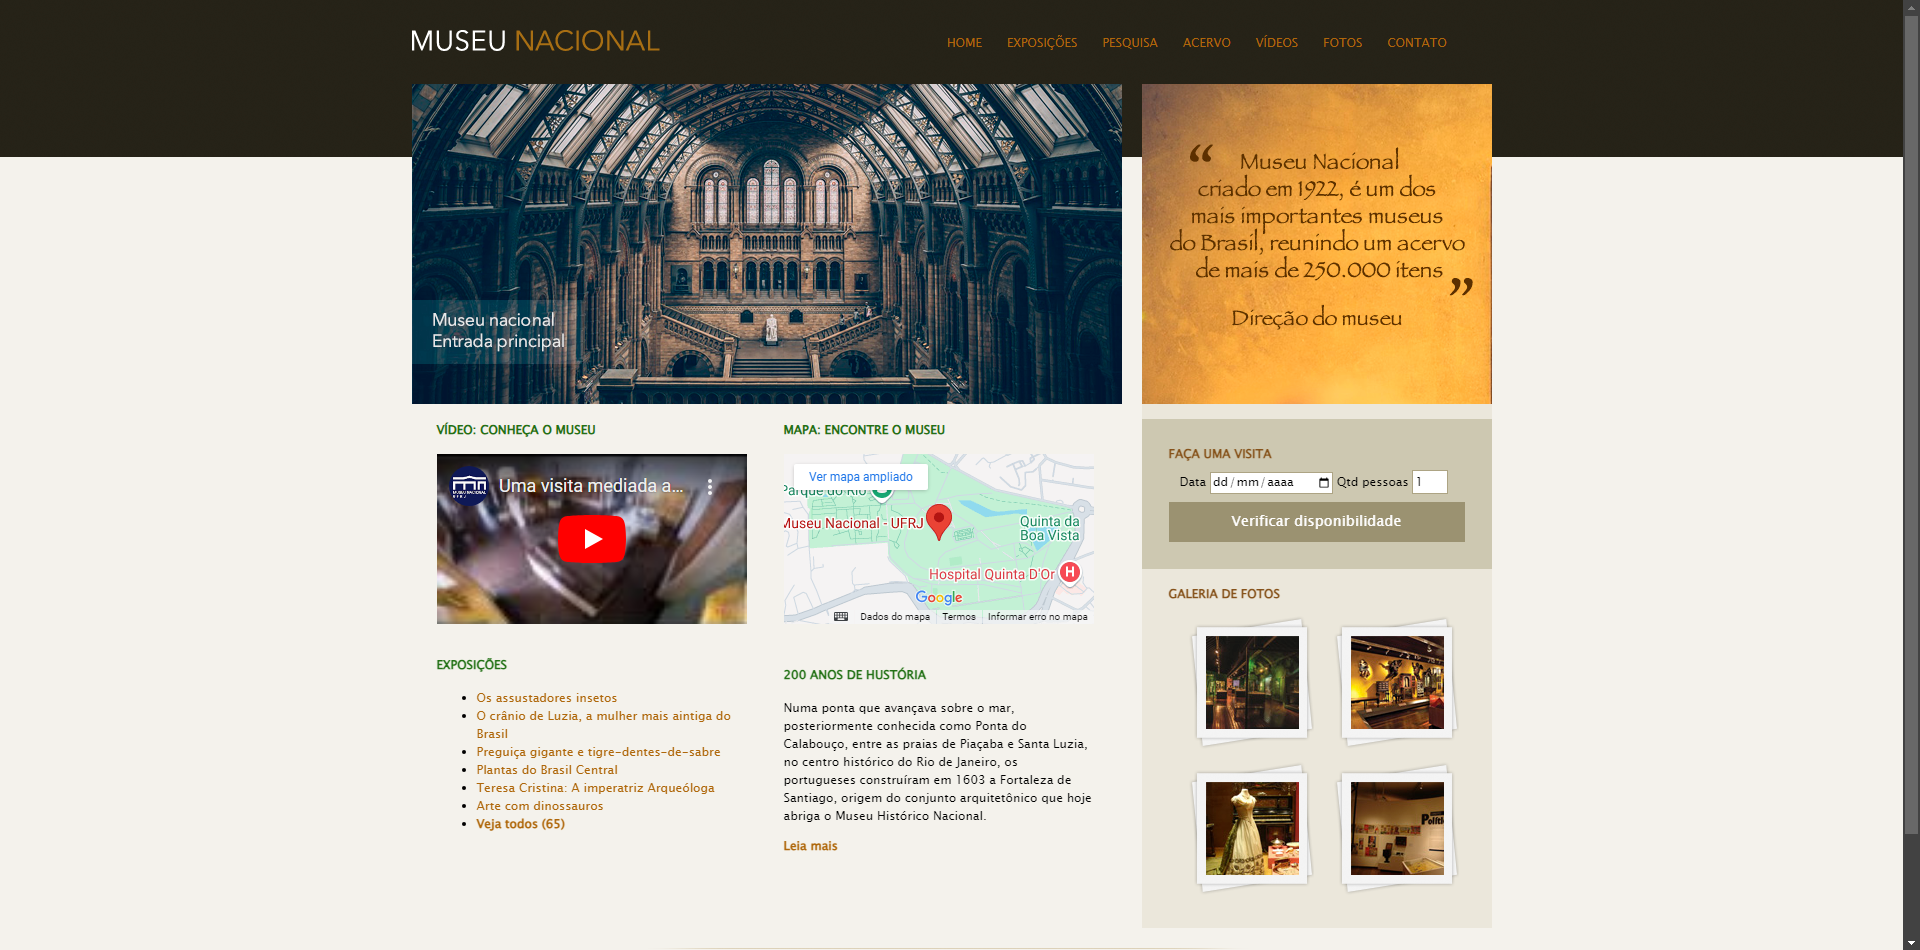 MUSEU NACIONAL
HOME EXPOSIÇÕES PESQUISA ACERVO VÍDEOS FOTOS CONTATO
Museu nacional
Entrada principal
“ Museu Nacional
criado em 1922, é um dos
mais importantes museus
do Brasil, reunindo um acervo
de mais de 250.000 itens ”
Direção do museu
VÍDEO: CONHEÇA O MUSEU
MUSEU NACIONAL
UFRJ
Uma visita mediada a...
MAPA: ENCONTRE O MUSEU
Ver mapa ampliado
Parque do Rio
Museu Nacional - UFRJ
Quinta da
Boa Vista
Hospital Quinta D'Or
H
Google
Dados do mapa Termos Informar erro no mapa
FAÇA UMA VISITA
Data dd/mm/aaaa Qtd pessoas 1
Verificar disponibilidade
GALERIA DE FOTOS
EXPOSIÇÕES
Os assustadores insetos
O crânio de Luzia, a mulher mais aintiga do
Brasil
Preguiça gigante e tigre-dentes-de-sabre
Plantas do Brasil Central
Teresa Cristina: A imperatriz Arqueóloga
Arte com dinossauros
Veja todos (65)
200 ANOS DE HUSTÓRIA
Numa ponta que avançava sobre o mar,
posteriormente conhecida como Ponta do
Calabouço, entre as praias de Piaçaba e Santa Luzia,
no centro histórico do Rio de Janeiro, os
portugueses construíram em 1603 a Fortaleza de
Santiago, origem do conjunto arquitetônico que hoje
abriga o Museu Histórico Nacional.
Leia mais